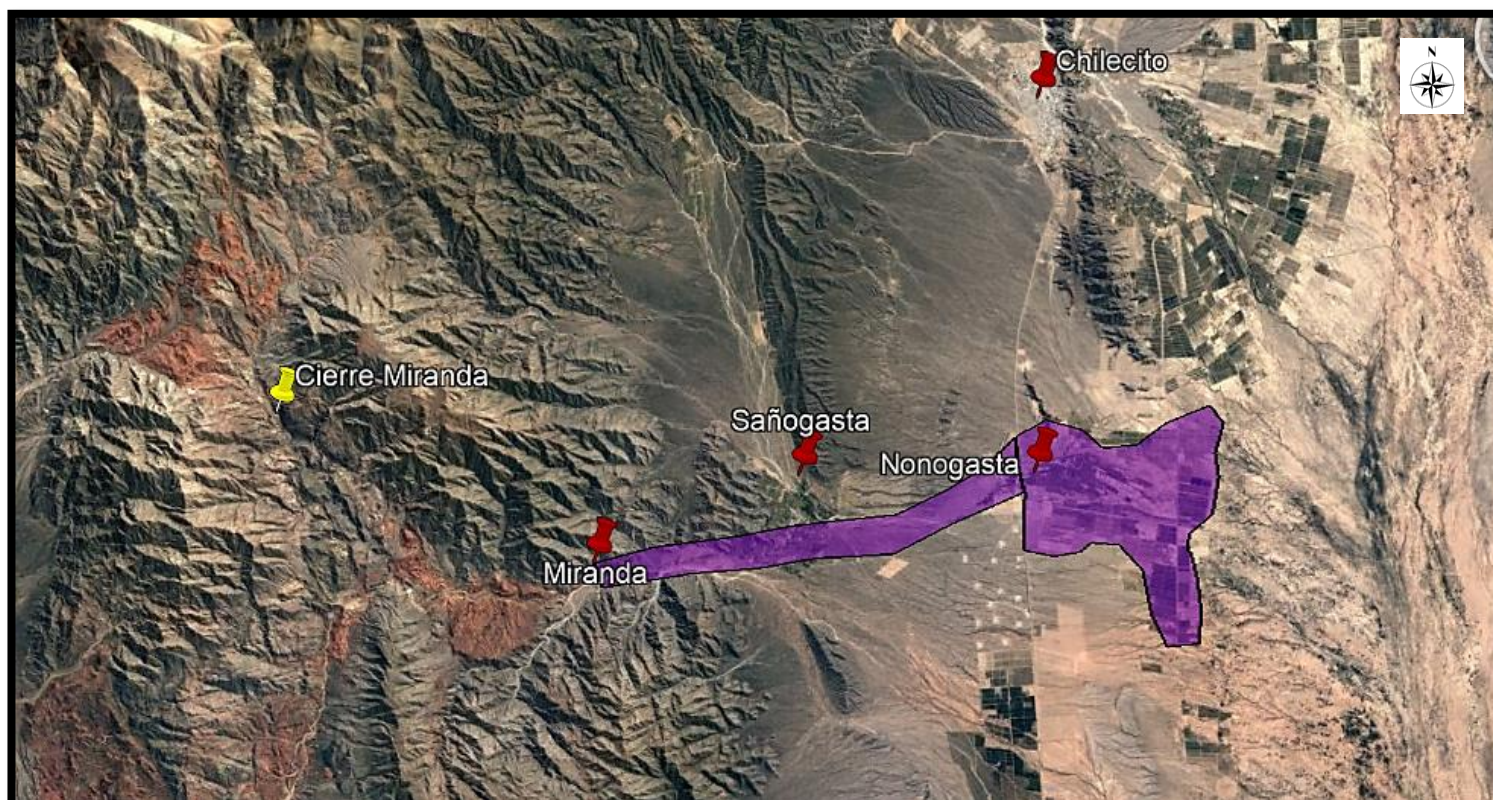 N
Chilecito
Cierre Miranda
Sañogasta
Nonogasta
Miranda